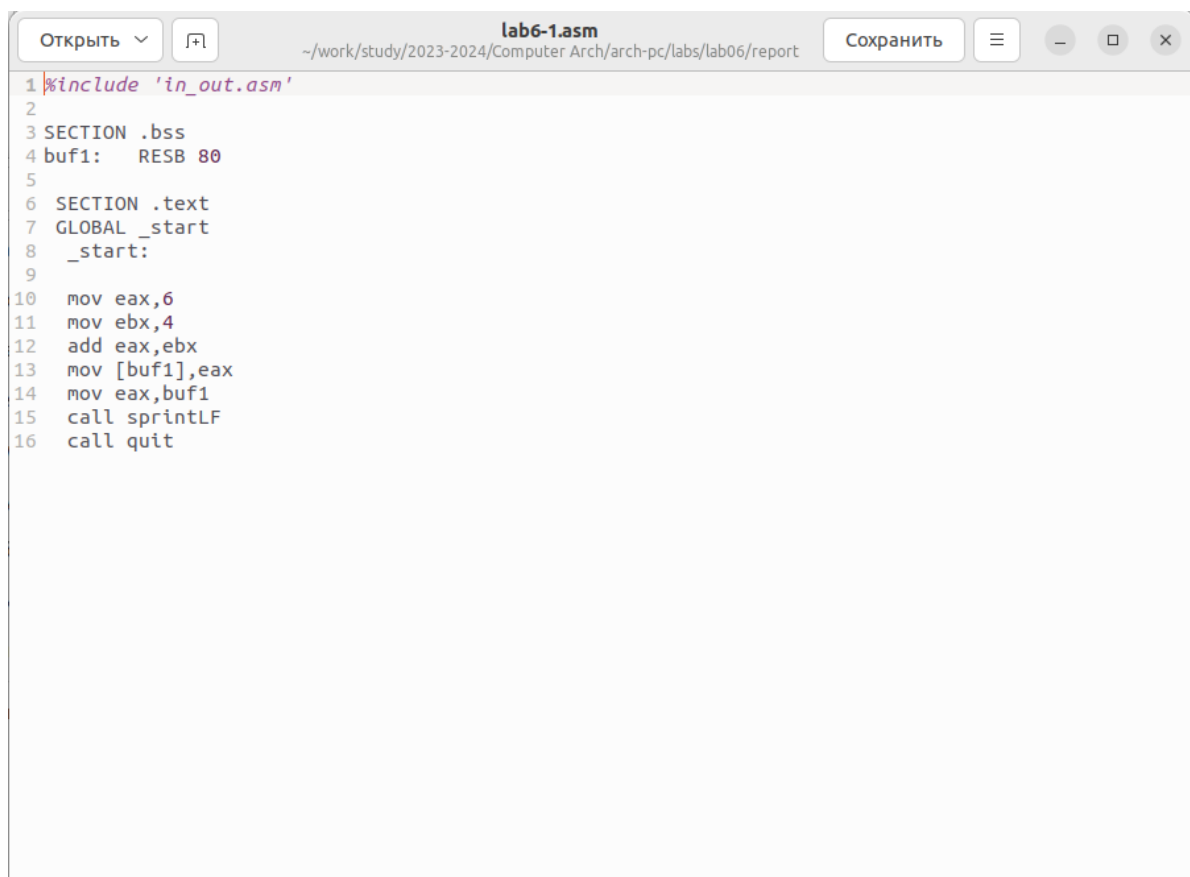 Открыть
lab6-1.asm
~/work/study/2023-2024/Computer Arch/arch-pc/labs/lab06/report
Сохранить
1 %include 'in_out.asm'
2
3 SECTION .bss
4 buf1:   RESB 80
5
6  SECTION .text
7  GLOBAL _start
8   _start:
9
10   mov eax,6
11   mov ebx,4
12   add eax,ebx
13   mov [buf1],eax
14   mov eax,buf1
15   call sprintLF
16   call quit